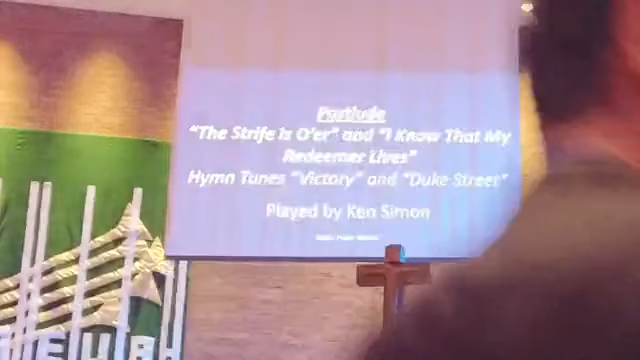 Postlude
"The Strife is O'er" and "I Know That My
Redeemer Lives"
Hymn Tunes "Victory" and "Duke Street"
Played by Ken Simon